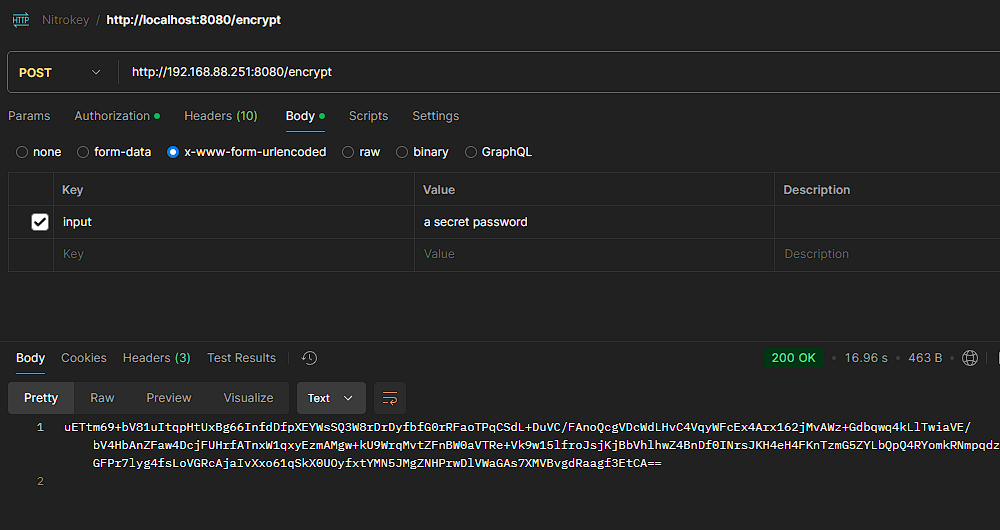 HTTP Nitrokey / http://localhost:8080/encrypt
POST http://192.168.88.251:8080/encrypt
Params Authorization Headers (10) Body Scripts Settings
none form-data x-www-form-urlencoded raw binary GraphQL
Key Value Description
input a secret password
Key Value Description
Body Cookies Headers (3) Test Results 200 OK 16.96 s 463 B
Pretty Raw Preview Visualize Text
1 uETtm69+bV81uItqpHtUxBg66InfdDfpXEYWsSQ3W8rDrDyfbfG0rRFaoTPqCSdL+DuVC/FAnoQcgVDcWdLHvC4VqyWFcEx4Arx162jMvAWz+Gdbqwq4kLlTwiaVE/
bV4HbAnZFaw4DcjFUHrfATnxW1qxyEzmAMgw+kU9WrqMvtZFnBW0aVTRe+Vk9w15lfroJsjKjBbVhlhwZ4BnDf0INrsJKH4eH4FKnTzmG5ZYLbQpQ4RYomkRNmpqdz
GFPr7lyg4fsLoVGRcAjaIvXxo61qSkX0UOyfxtYMN5JMgZNHPrwDlVWaGAs7XMVBvgdRaagf3EtCA==
2